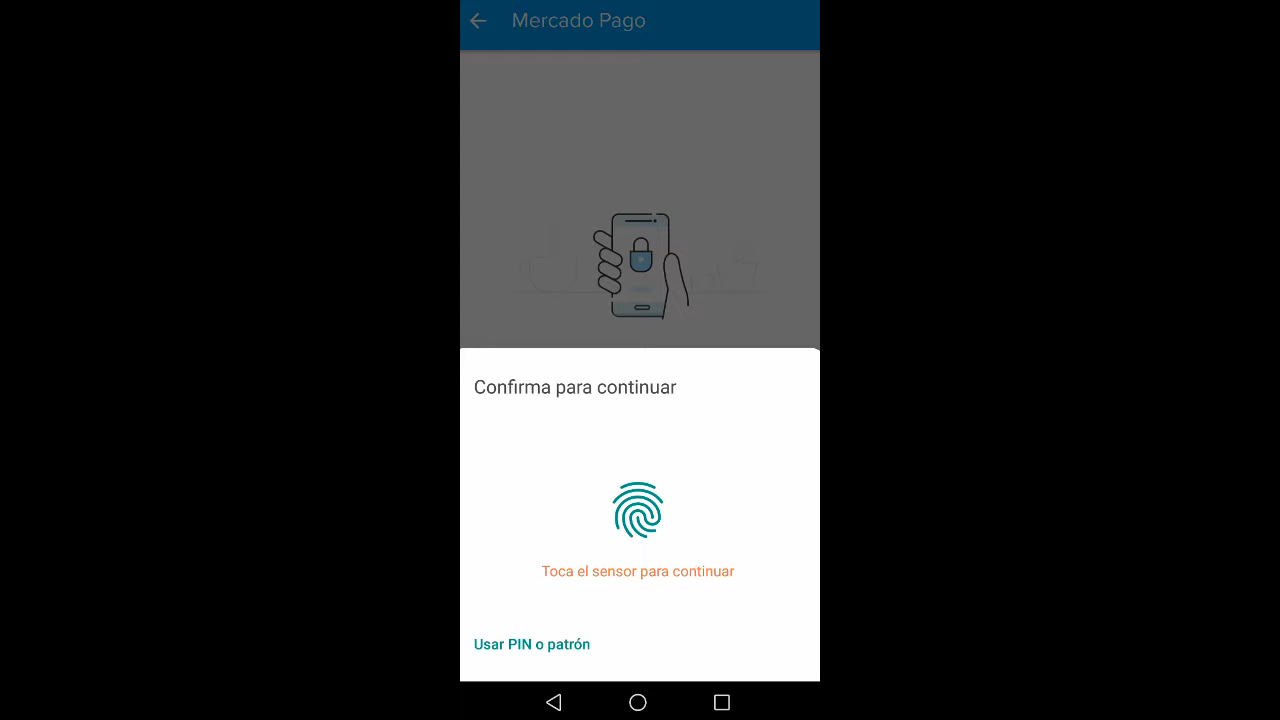 Mercado Pago
Confirma para continuar
Toca el sensor para continuar
Usar PIN o patrón